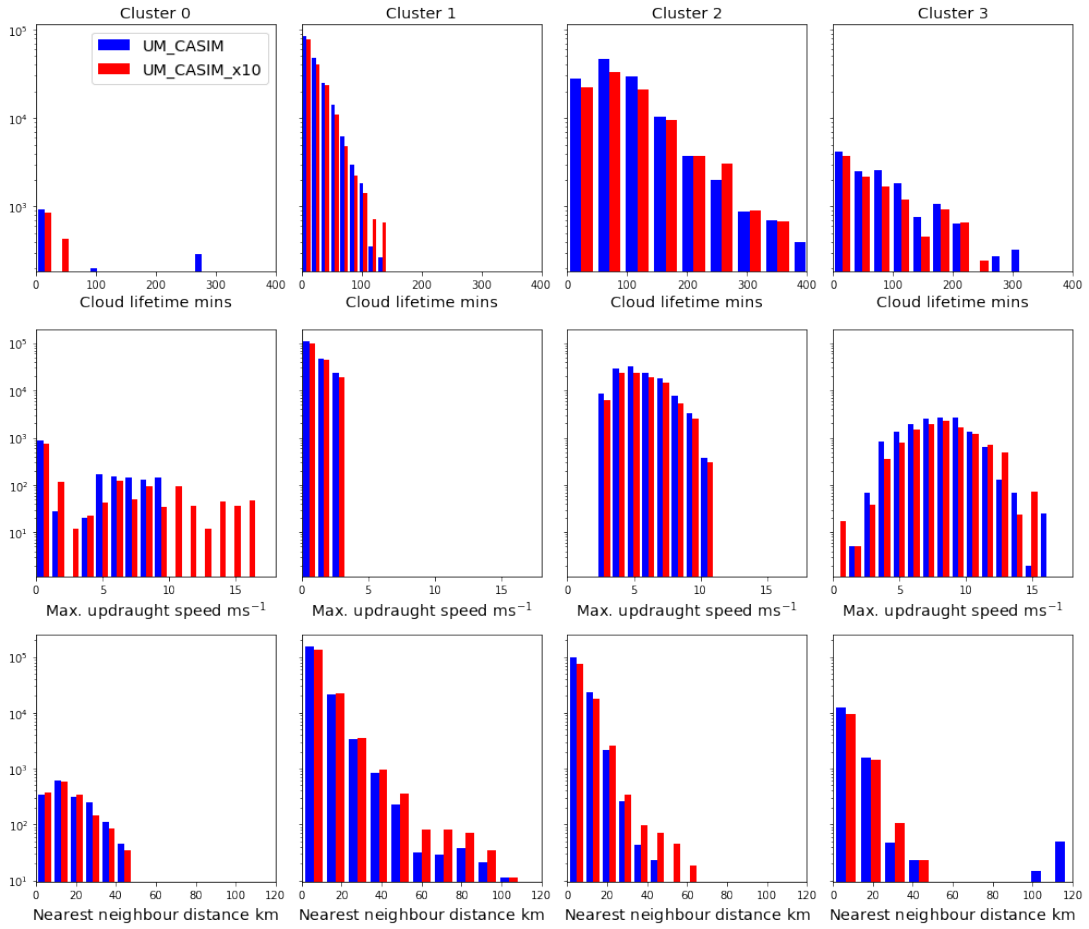 Cluster 0 Cluster 1 Cluster 2 Cluster 3
UM_CASIM
UM_CASIM_x10
10⁵
10⁴
10³
0 100 200 300 400 0 100 200 300 400 0 100 200 300 400 0 100 200 300 400
Cloud lifetime mins Cloud lifetime mins Cloud lifetime mins Cloud lifetime mins
10⁵
10⁴
10³
10²
10¹
0 5 10 15 0 5 10 15 0 5 10 15 0 5 10 15
Max. updraught speed ms⁻¹ Max. updraught speed ms⁻¹ Max. updraught speed ms⁻¹ Max. updraught speed ms⁻¹
10⁵
10⁴
10³
10²
10¹
0 20 40 60 80 100 120 0 20 40 60 80 100 120 0 20 40 60 80 100 120 0 20 40 60 80 100 120
Nearest neighbour distance km Nearest neighbour distance km Nearest neighbour distance km Nearest neighbour distance km